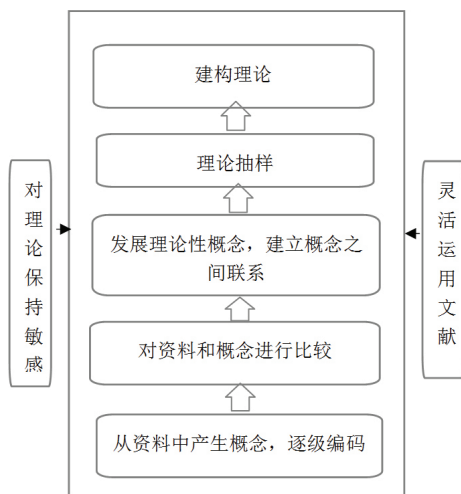 建构理论
理论抽样
发展理论性概念，建立概念之
间联系
对资料和概念进行比较
从资料中产生概念，逐级编码
对理论保持敏感
灵活运用文献